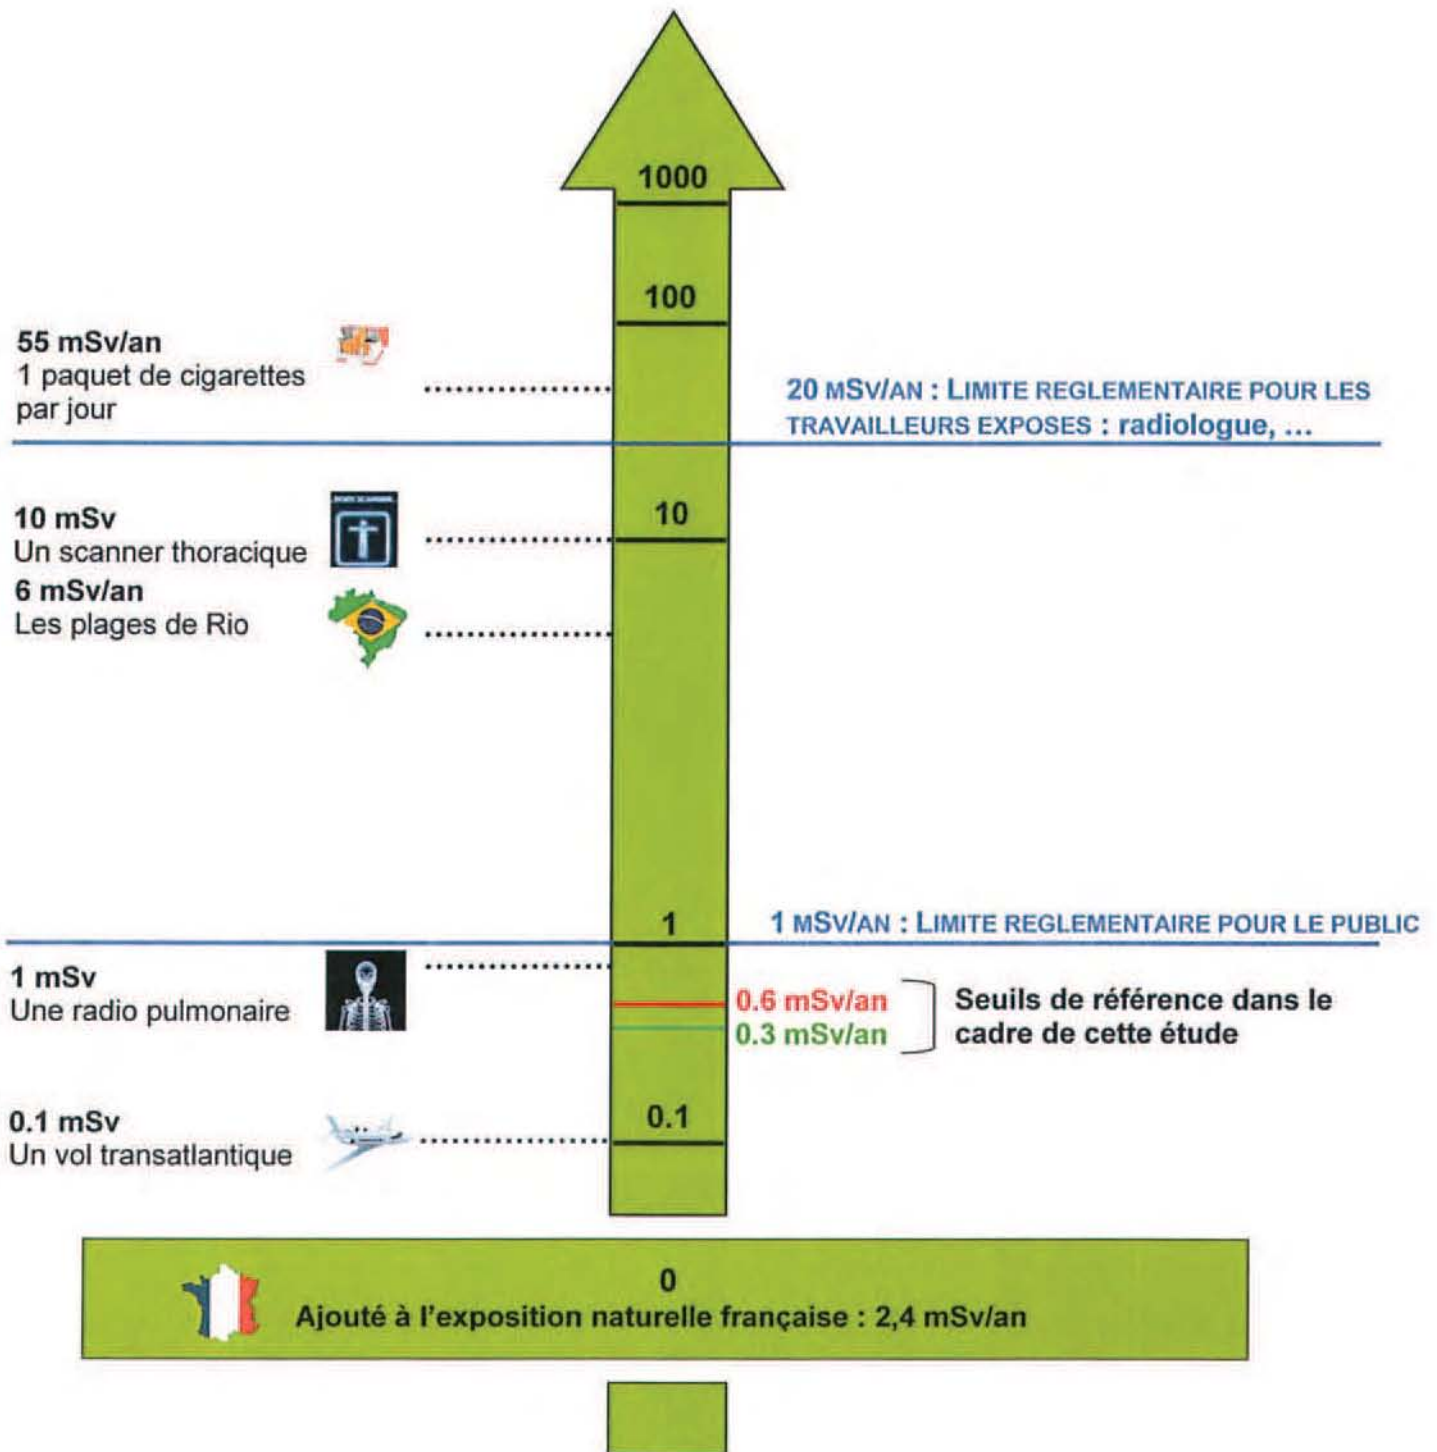 1000
100
55 mSv/an
1 paquet de cigarettes
par jour
20 MSV/AN : LIMITE REGLEMENTAIRE POUR LES
TRAVAILLEURS EXPOSES : radiologue, ...
10 mSv
Un scanner thoracique
10
6 mSv/an
Les plages de Rio
1
1 MSV/AN : LIMITE REGLEMENTAIRE POUR LE PUBLIC
1 mSv
Une radio pulmonaire
0.6 mSv/an
0.3 mSv/an
Seuils de référence dans le
cadre de cette étude
0.1 mSv
Un vol transatlantique
0.1
0
Ajouté à l'exposition naturelle française : 2,4 mSv/an